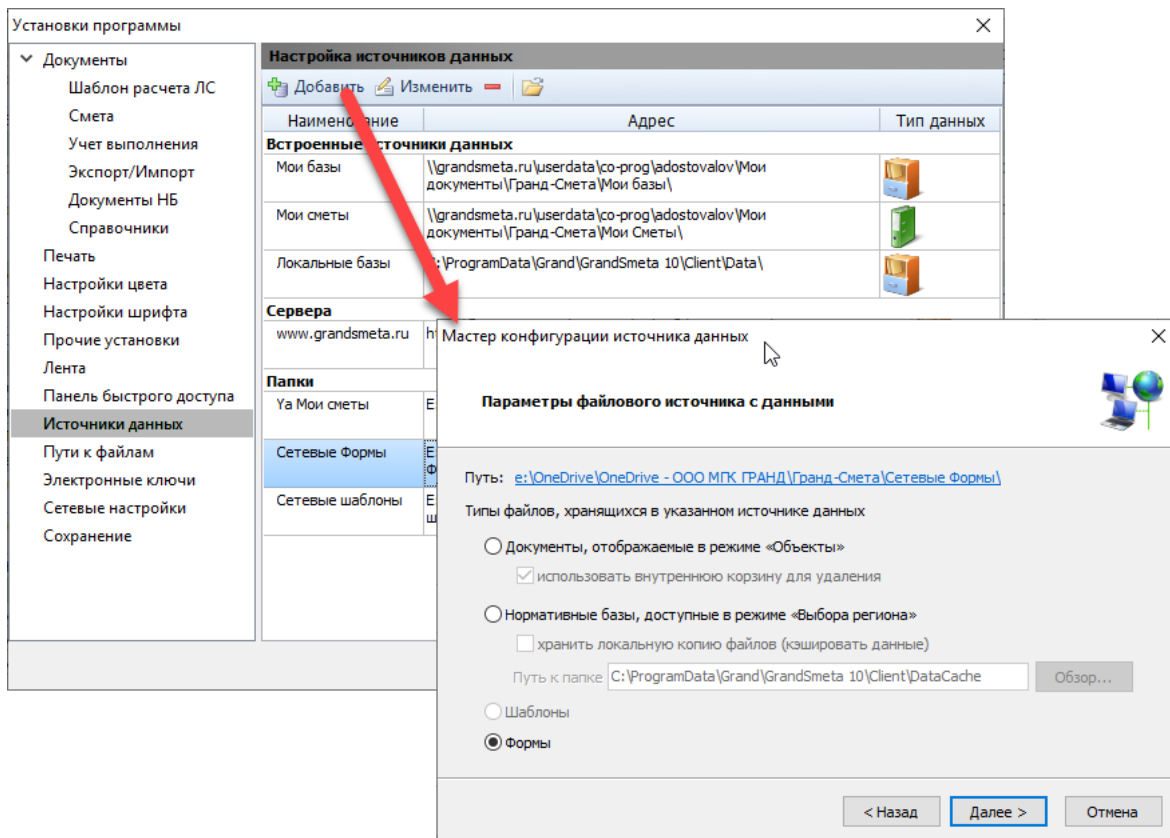 Установки программы
Документы
Шаблон расчета ЛС
Смета
Учет выполнения
Экспорт/Импорт
Документы НБ
Справочники
Печать
Настройки цвета
Настройки шрифта
Прочие установки
Лента
Панель быстрого доступа
Источники данных
Пути к файлам
Электронные ключи
Сетевые настройки
Сохранение
Настройка источников данных
Добавить Изменить
Наименование Адрес Тип данных
Встроенные источники данных
Мои базы \\grandsmeta.ru\userdata\co-prog\adostovalov\Мои
документы\Гранд-Смета\Мои базы\
Мои сметы \\grandsmeta.ru\userdata\co-prog\adostovalov\Мои
документы\Гранд-Смета\Мои Сметы\
Локальные базы :\ProgramData\Grand\GrandSmeta 10\Client\Data\
Сервера
www.grandsmeta.ru
Папки
Ya Мои сметы E
Сетевые Формы E
Ф
Сетевые шаблоны E
ш
Мастер конфигурации источника данных
Параметры файлового источника с данными
Путь: e:\OneDrive\OneDrive - ООО МГК ГРАНД\Гранд-Смета\Сетевые Формы\
Типы файлов, хранящихся в указанном источнике данных
Документы, отображаемые в режиме «Объекты»
использовать внутреннюю корзину для удаления
Нормативные базы, доступные в режиме «Выбора региона»
хранить локальную копию файлов (кэшировать данные)
Путь к папке C:\ProgramData\Grand\GrandSmeta 10\Client\DataCache Обзор...
Шаблоны
Формы
< Назад Далее > Отмена